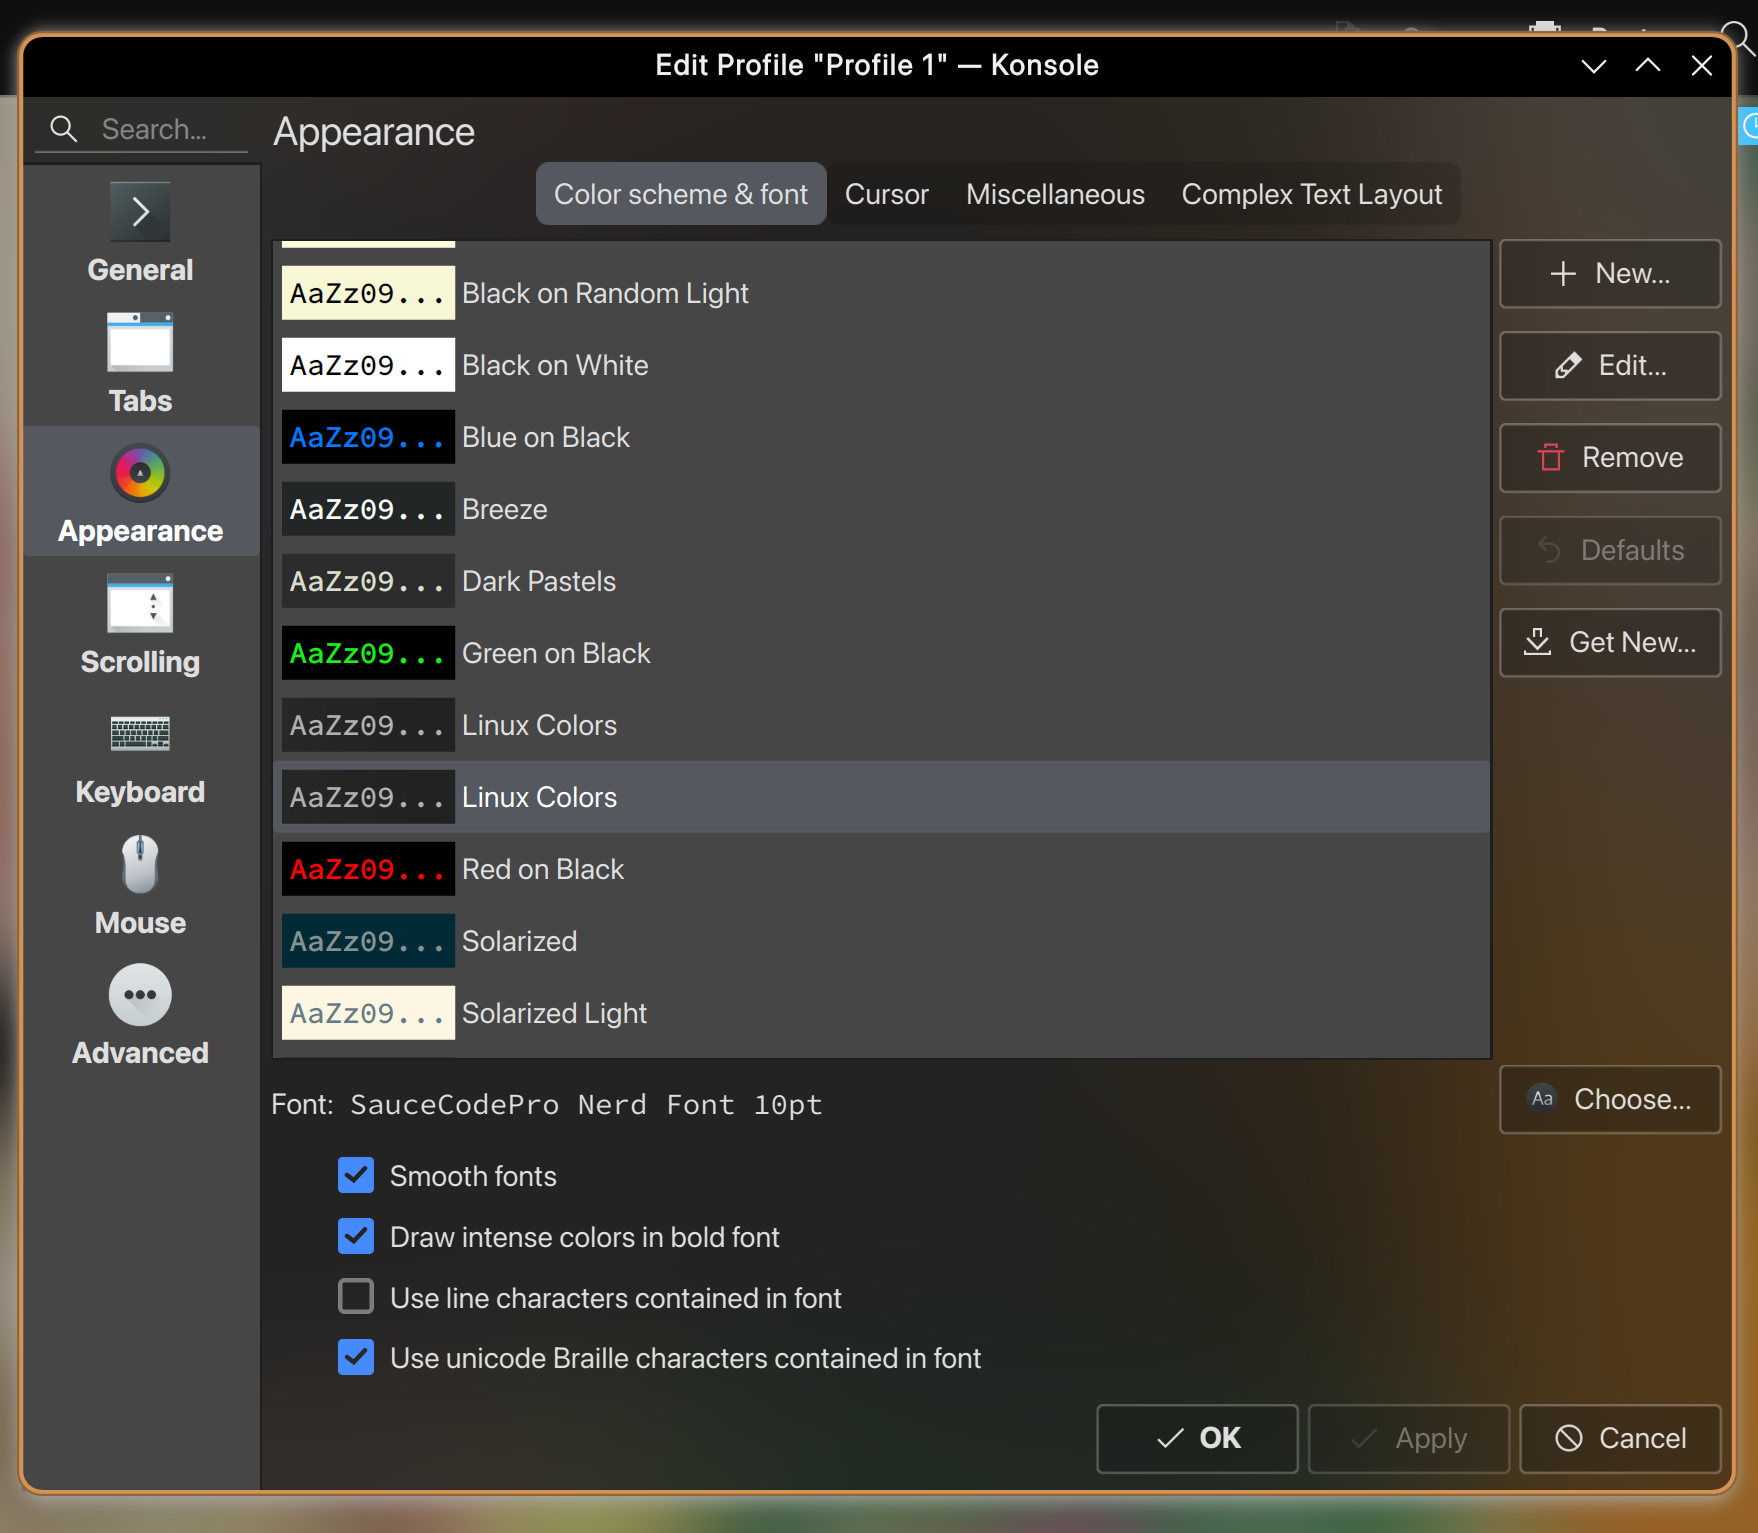 Edit Profile "Profile 1" — Konsole
Search...
Appearance
General
Tabs
Appearance
Scrolling
Keyboard
Mouse
Advanced
Color scheme & font
Cursor
Miscellaneous
Complex Text Layout
AaZz09... Black on Random Light
AaZz09... Black on White
AaZz09... Blue on Black
AaZz09... Breeze
AaZz09... Dark Pastels
AaZz09... Green on Black
AaZz09... Linux Colors
AaZz09... Linux Colors
AaZz09... Red on Black
AaZz09... Solarized
AaZz09... Solarized Light
New...
Edit...
Remove
Defaults
Get New...
Font: SauceCodePro Nerd Font 10pt
Aa Choose...
Smooth fonts
Draw intense colors in bold font
Use line characters contained in font
Use unicode Braille characters contained in font
OK
Apply
Cancel